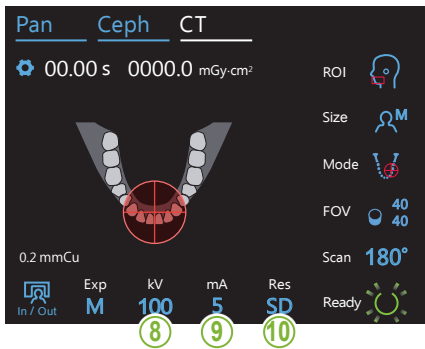 Pan Ceph CT
00.00 s 0000.0 mGy·cm²
ROI
Size M
Mode
FOV 40 40
0.2 mmCu
Scan 180°
Exp kV mA Res
In / Out M 100 5 SD
Ready
8 9 10